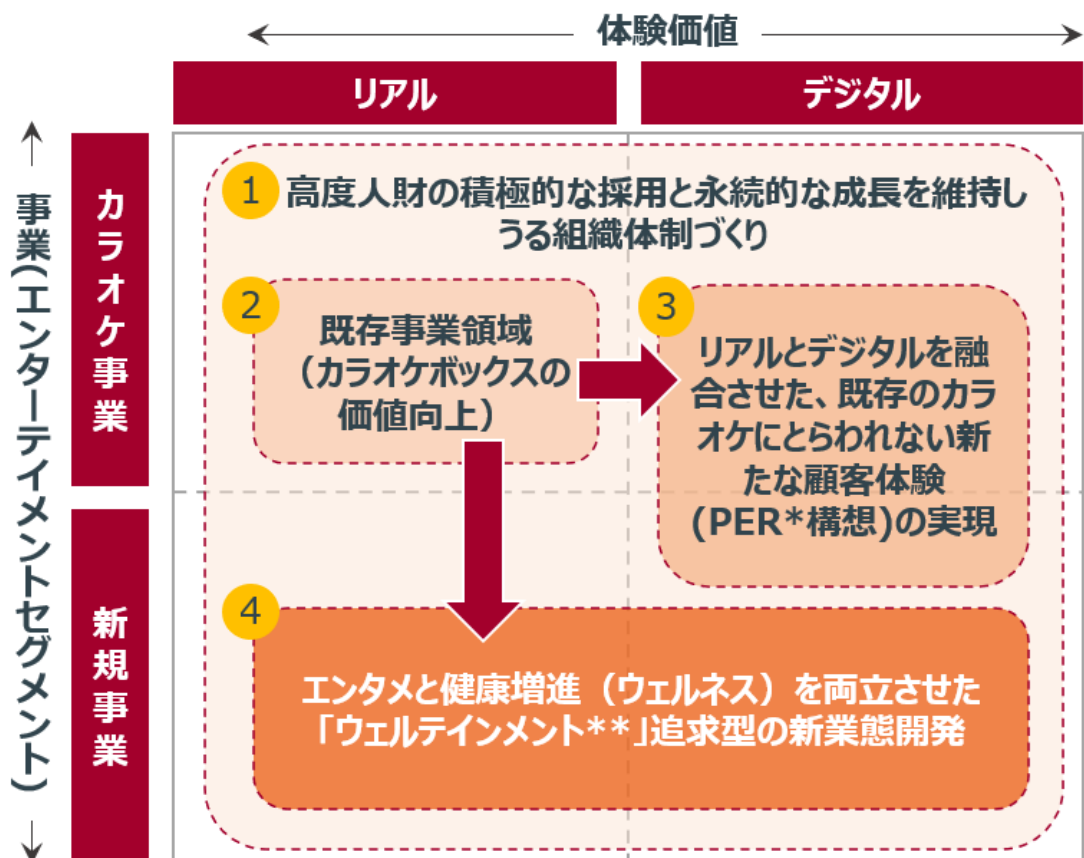 体験価値
リアル
デジタル
事業(エンターテイメントセグメント)
カラオケ事業
新規事業
1
高度人財の積極的な採用と永続的な成長を維持し
うる組織体制づくり
2
既存事業領域
（カラオケボックスの
価値向上）
3
リアルとデジタルを融
合させた、既存のカラ
オケにとらわれない新
たな顧客体験
(PER*構想)の実現
4
エンタメと健康増進（ウェルネス）を両立させた
「ウェルテインメント**」追求型の新業態開発